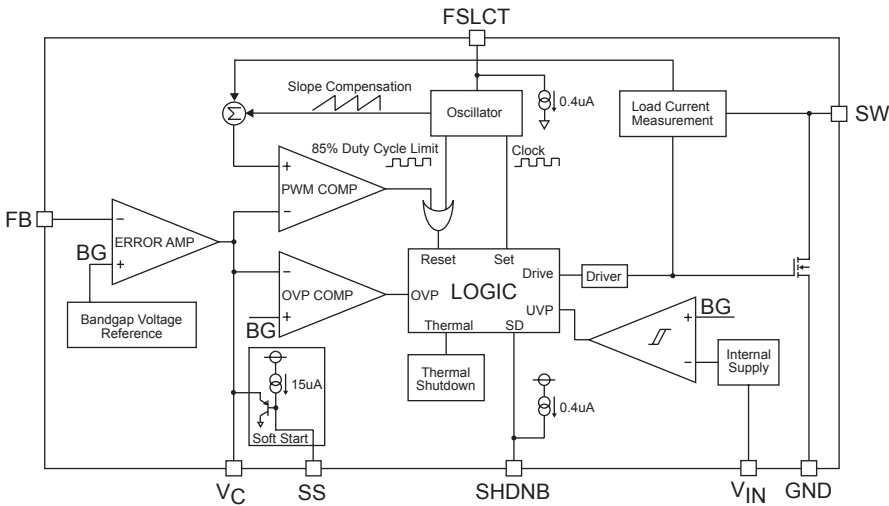 FSLCT
Slope Compensation
Σ
Oscillator
0.4uA
Load Current
Measurement
SW
85% Duty Cycle Limit
Clock
+
PWM COMP
−
FB
−
ERROR AMP
BG
+
Reset
Set
−
OVP COMP
OVP
LOGIC
Drive
Driver
UVP
BG
+
Bandgap Voltage
Reference
BG
+
Thermal
SD
−
Internal
Supply
15uA
Thermal
Shutdown
0.4uA
Soft Start
VC
SS
SHDNB
VIN
GND